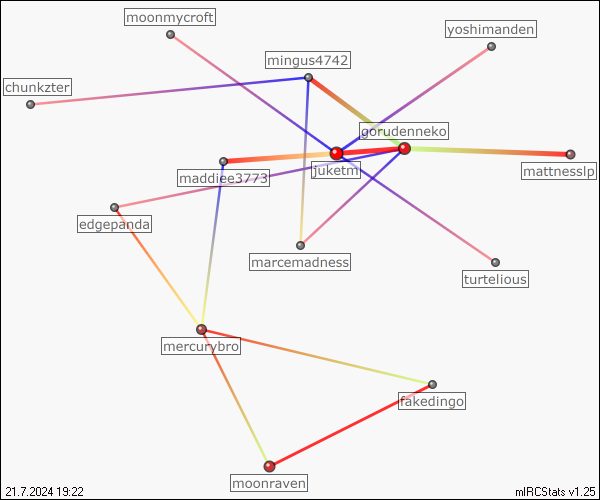 moonmycroft
yoshimanden
mingus4742
chunkzter
gorudenneko
juketm
mattnesslp
maddiee3773
edgepanda
marcemadness
turtelious
mercurybro
fakedingo
moonraven
21.7.2024 19:22
mIRCStats v1.25